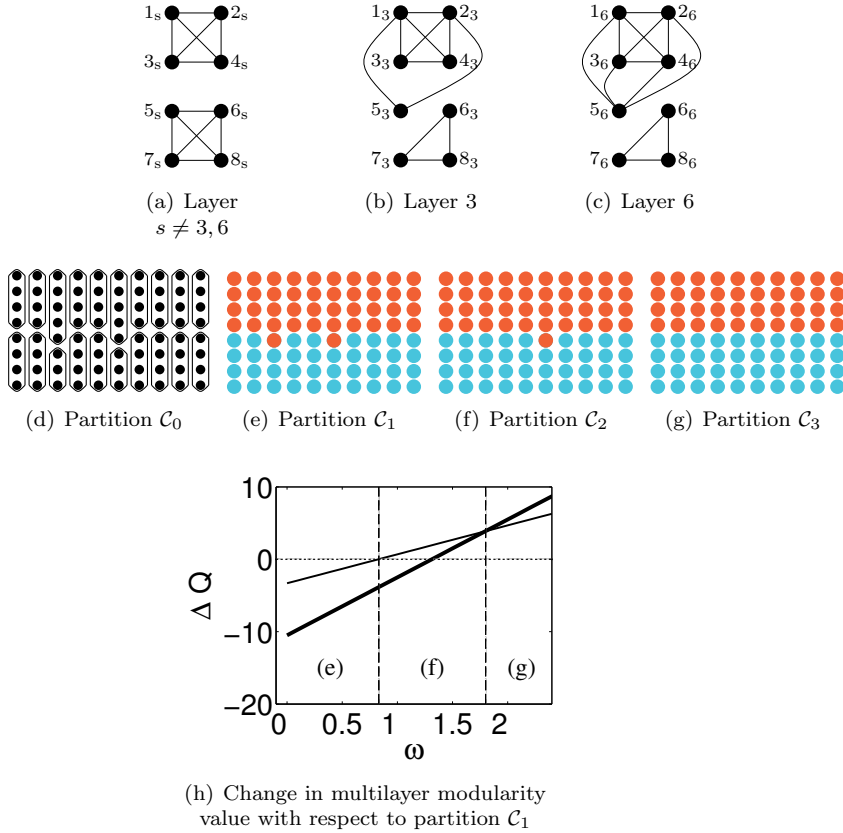 1ₛ 2ₛ 1₃ 2₃ 1₆ 2₆
3ₛ 4ₛ 3₃ 4₃ 3₆ 4₆
5ₛ 6ₛ 5₃ 6₃ 5₆ 6₆
7ₛ 8ₛ 7₃ 8₃ 7₆ 8₆
(a) Layer
s ≠ 3, 6
(b) Layer 3
(c) Layer 6
(d) Partition 𝒞₀
(e) Partition 𝒞₁
(f) Partition 𝒞₂
(g) Partition 𝒞₃
10
0
−10
−20
Δ Q
(e) (f) (g)
0 0.5 1 1.5 2
ω
(h) Change in multilayer modularity
value with respect to partition 𝒞₁